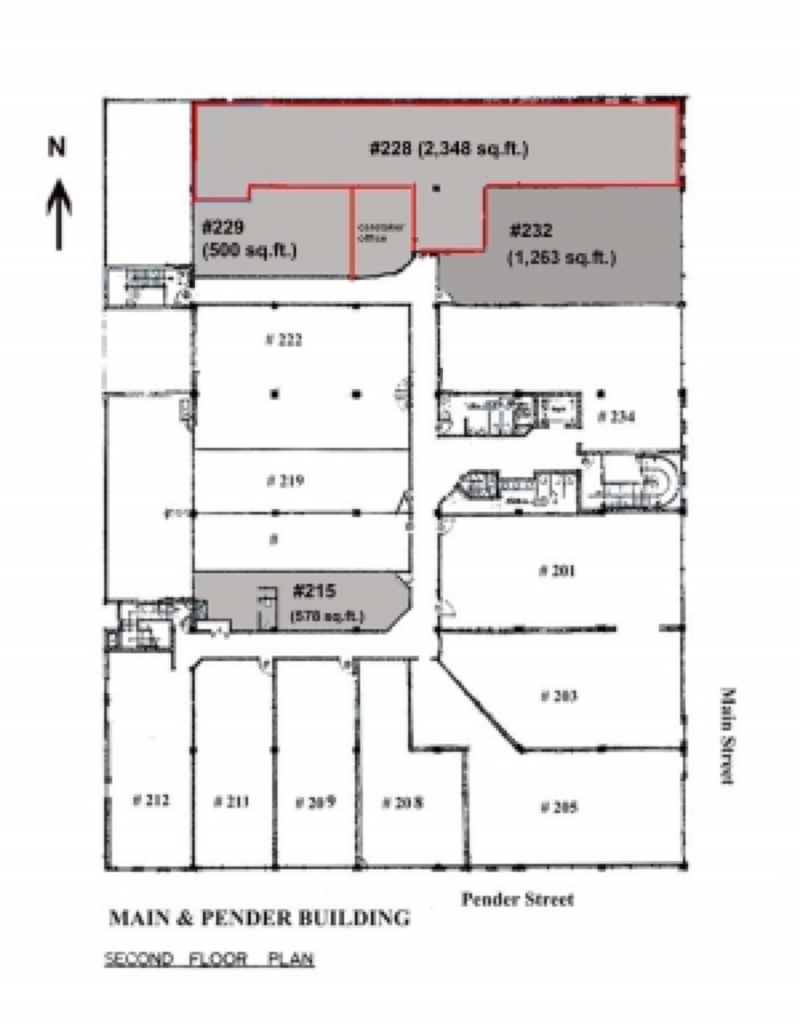 N
#228 (2,348 sq.ft.)
#229
(500 sq.ft.)
caretaker
office
#232
(1,263 sq.ft.)
# 222
# 234
# 219
#
# 201
#215
(578 sq.ft.)
# 203
Main Street
# 212
# 211
# 209
# 208
# 205
Pender Street
MAIN & PENDER BUILDING
SECOND FLOOR PLAN